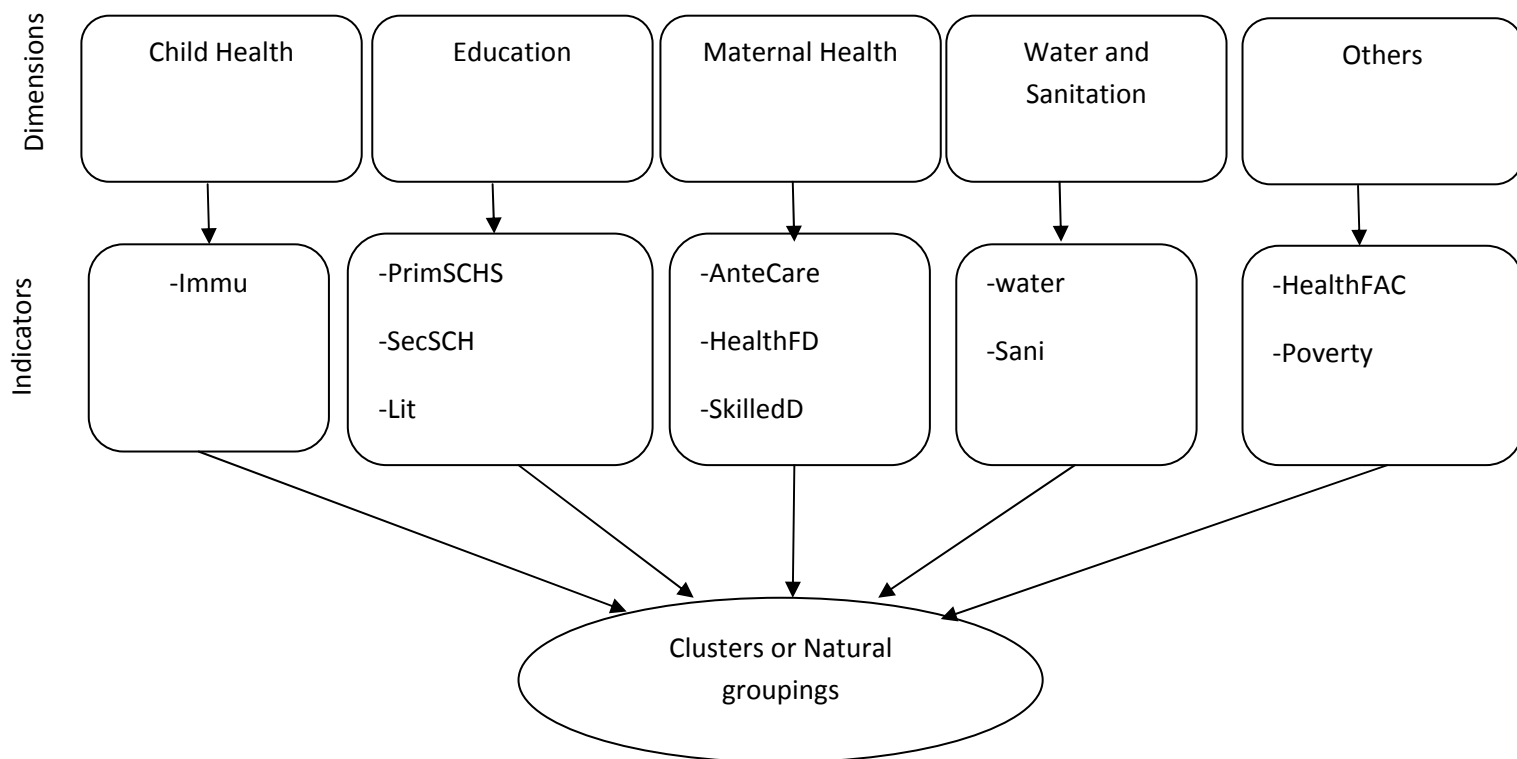 Dimensions
Child Health
Education
Maternal Health
Water and
Sanitation
Others
Indicators
-Immu
-PrimSCHS
-SecSCH
-Lit
-AnteCare
-HealthFD
-SkilledD
-water
-Sani
-HealthFAC
-Poverty
Clusters or Natural
groupings